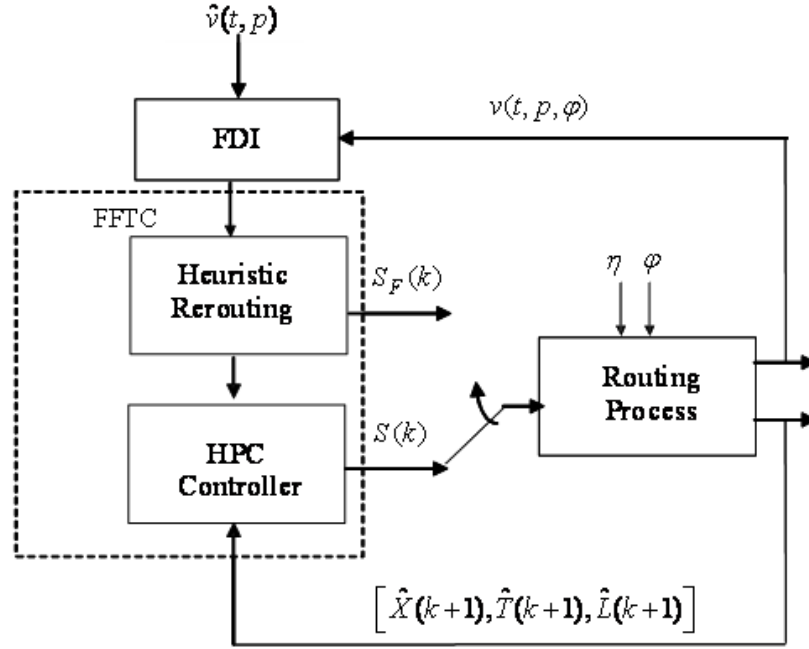 v̂(t, p)
v(t, p, φ)
FDI
FFTC
Heuristic
Rerouting
S_F(k)
η φ
Routing
Process
S(k)
HPC
Controller
[X̂(k+1), T̂(k+1), L̂(k+1)]